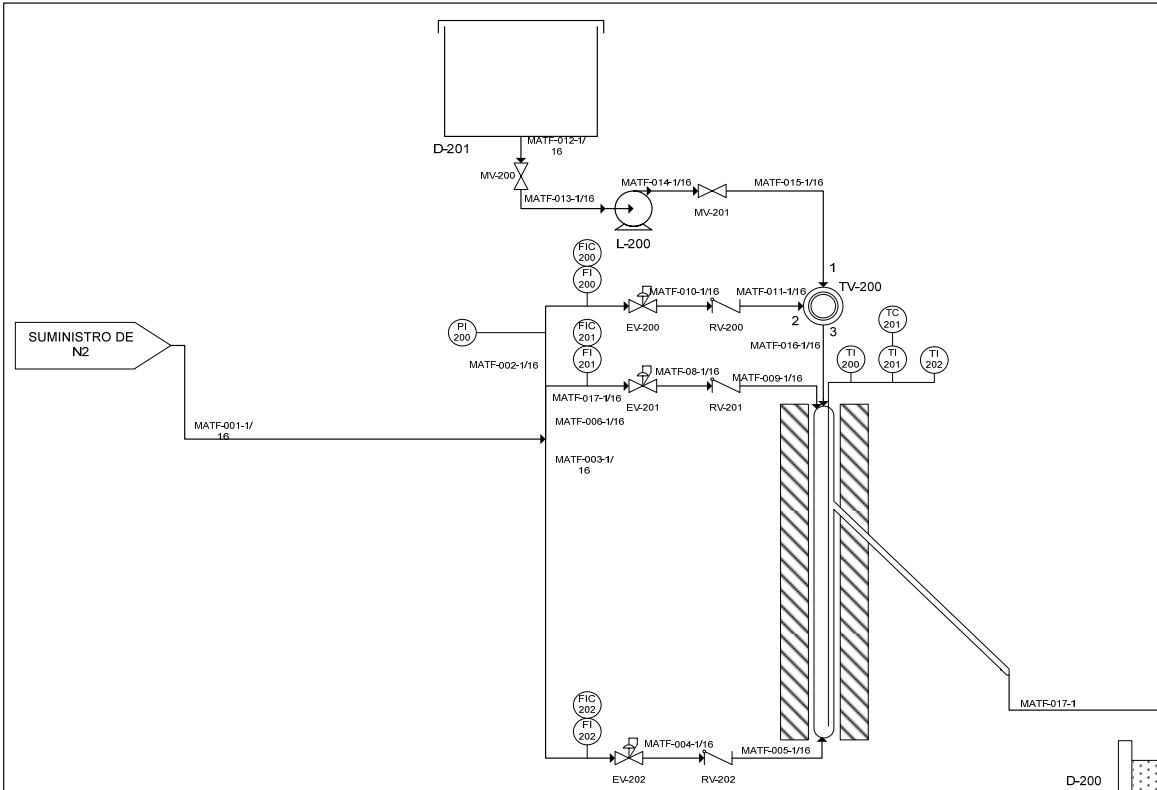 MATF-012-1/
16
D-201
MV-200
MATF-013-1/16
MATF-014-1/16
MATF-015-1/16
MV-201
L-200
FIC
200
FI
200
1
TV-200
MATF-010-1/16
MATF-011-1/16
2
3
EV-200
RV-200
MATF-016-1/16
TC
201
TI
200
TI
201
TI
202
SUMINISTRO DE
N2
PI
200
FIC
201
FI
201
MATF-002-1/16
MATF-08-1/16
MATF-009-1/16
MATF-017-1/16
EV-201
RV-201
MATF-006-1/16
MATF-001-1/
16
MATF-003-1/
16
FIC
202
FI
202
MATF-004-1/16
MATF-005-1/16
EV-202
RV-202
MATF-017-1
D-200